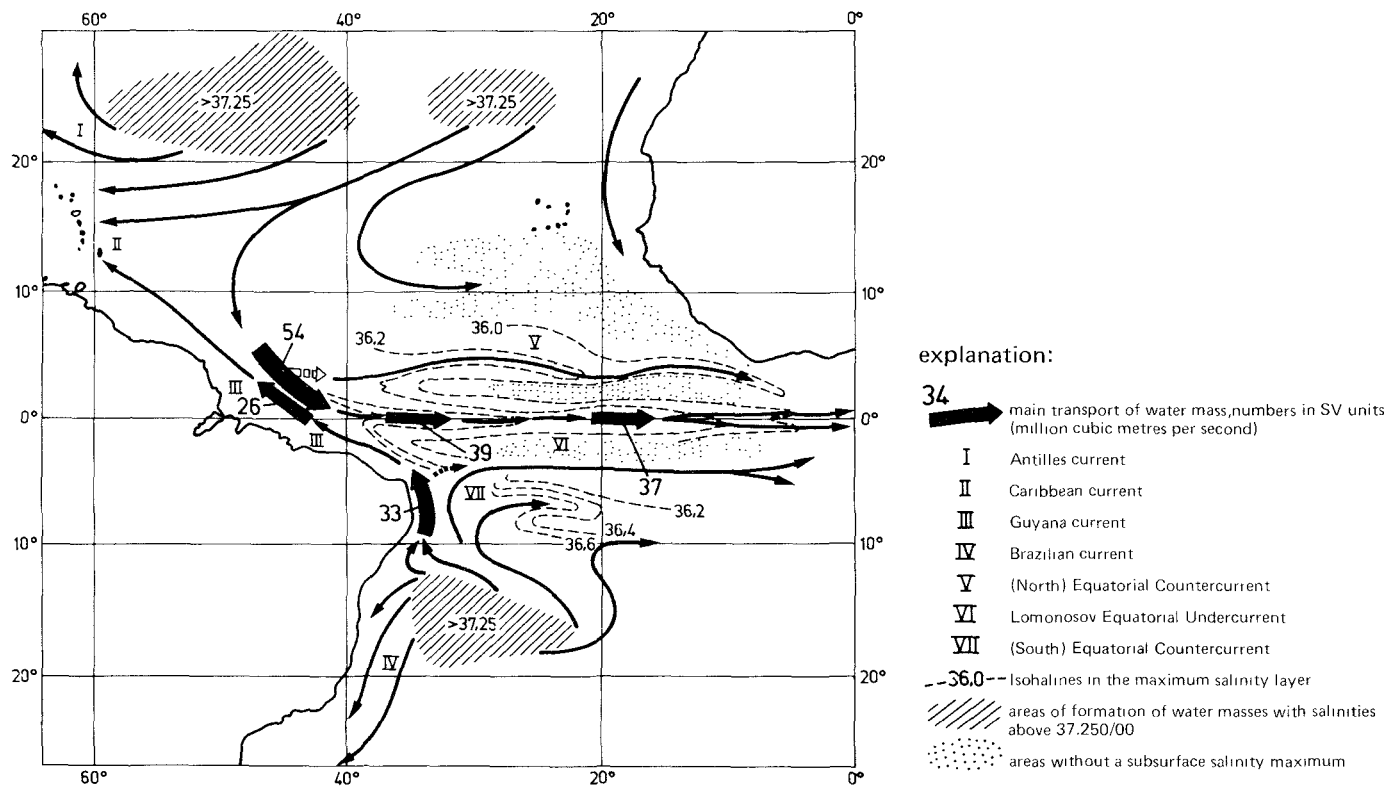 60° 40° 20° 0°
>37,25 >37,25
I
20° 20°
II
10° 10°
54
36,0
36,2 V
III
26
0° 0°
III VI
39
37
VII
33 36,2
36,4
36,6
10° 10°
>37,25
IV
20° 20°
60° 40° 20° 0°
explanation:
34
main transport of water mass,numbers in SV units
(million cubic metres per second)
I Antilles current
II Caribbean current
III Guyana current
IV Brazilian current
V (North) Equatorial Countercurrent
VI Lomonosov Equatorial Undercurrent
VII (South) Equatorial Countercurrent
36,0 Isohalines in the maximum salinity layer
areas of formation of water masses with salinities
above 37.250/00
areas without a subsurface salinity maximum